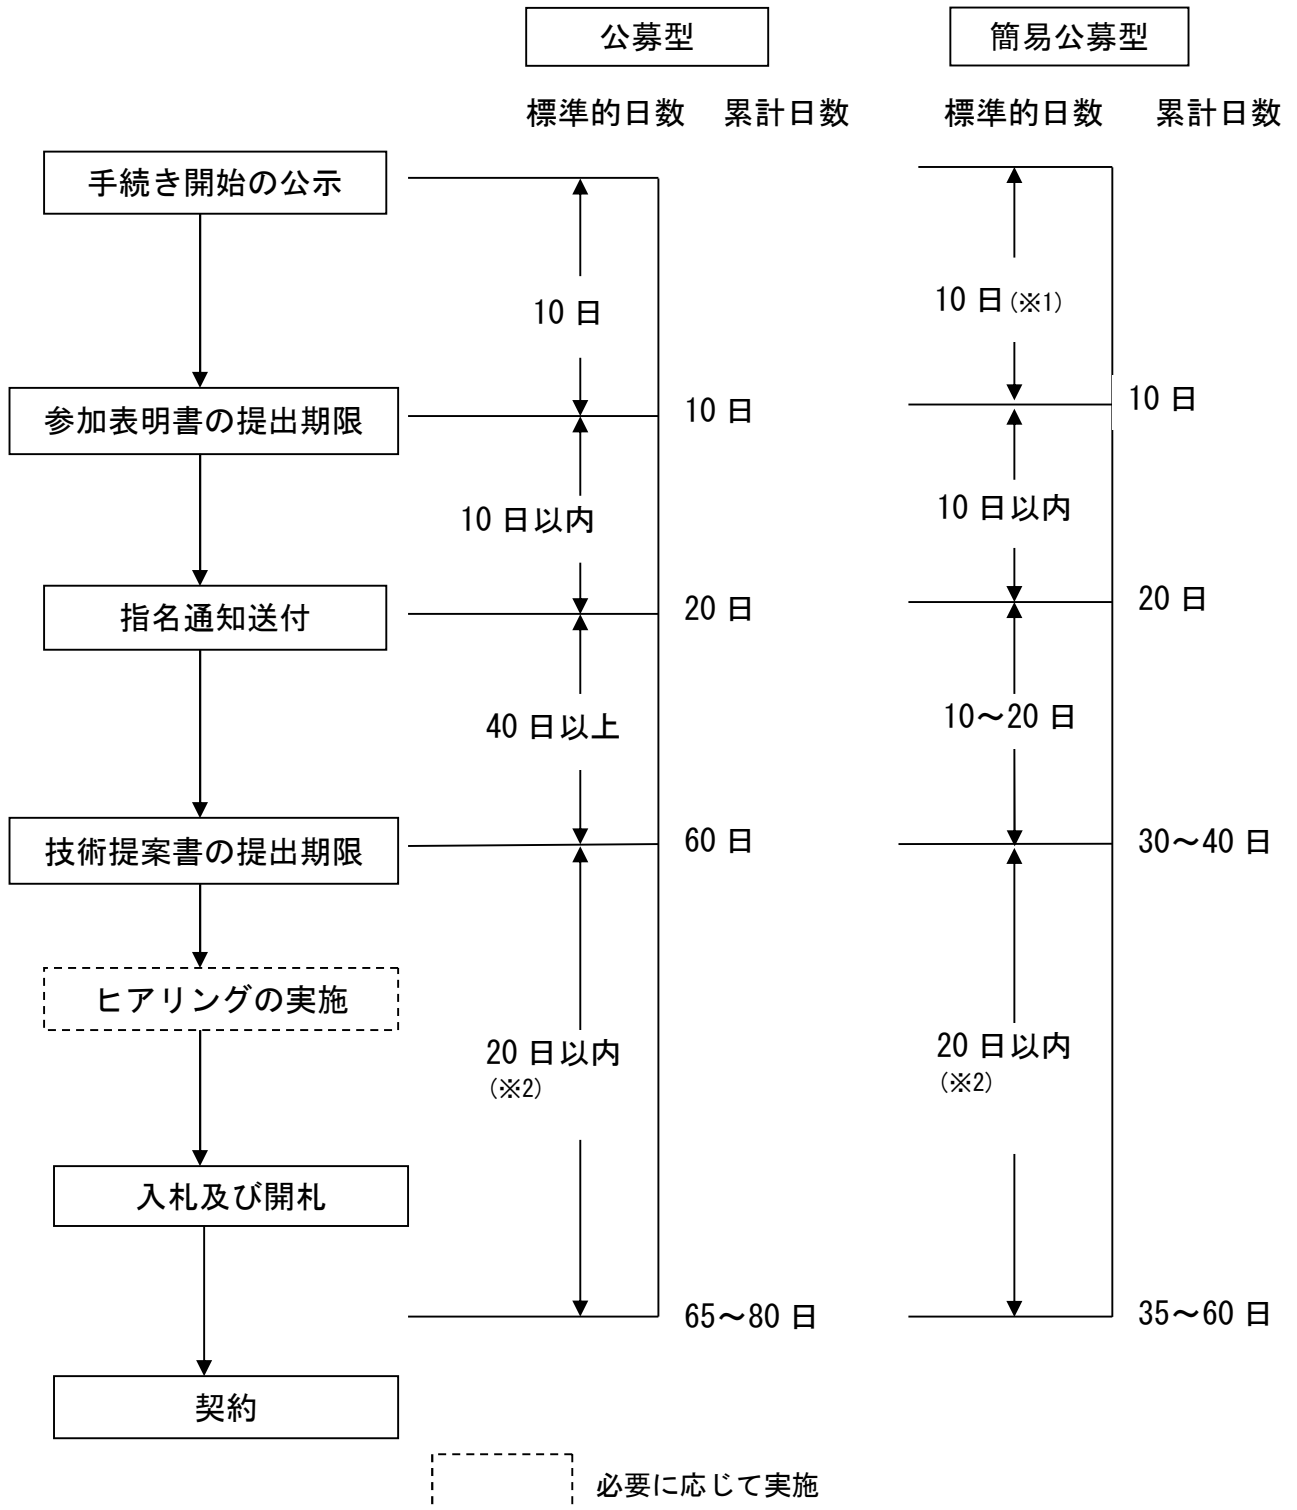 公募型 簡易公募型
標準的日数 累計日数 標準的日数 累計日数
手続き開始の公示
10日 10日(※1)
参加表明書の提出期限 10日 10日
10日以内 10日以内
指名通知送付 20日 20日
40日以上 10～20日
技術提案書の提出期限 60日 30～40日
ヒアリングの実施
20日以内 20日以内
(※2) (※2)
入札及び開札
65～80日 35～60日
契約
必要に応じて実施